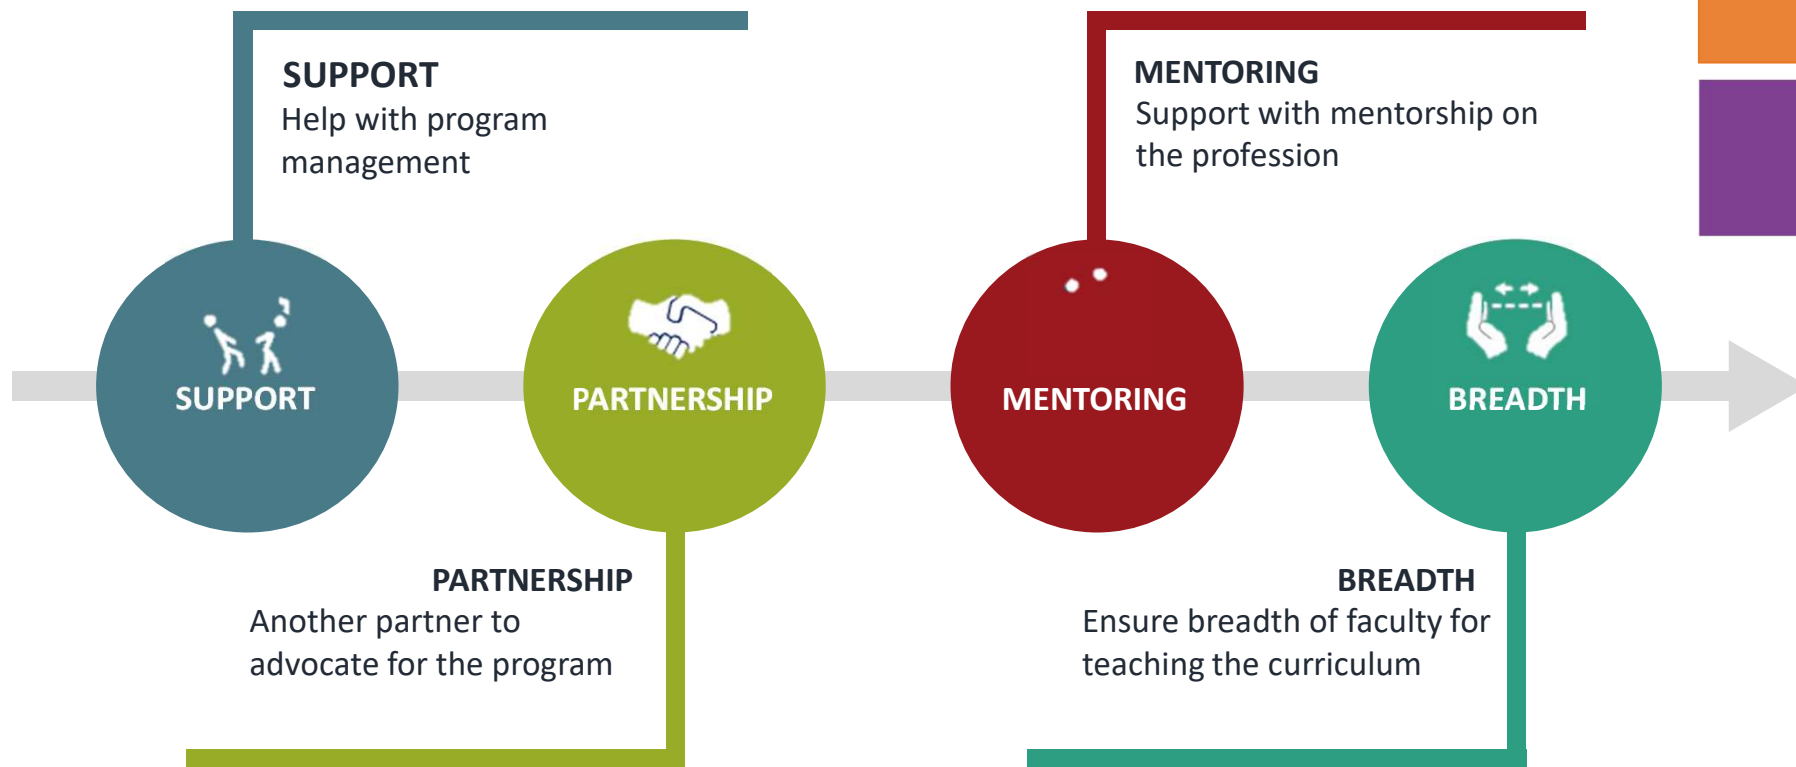 SUPPORT
Help with program
management
MENTORING
Support with mentorship on
the profession
SUPPORT
PARTNERSHIP
MENTORING
BREADTH
PARTNERSHIP
Another partner to
advocate for the program
BREADTH
Ensure breadth of faculty for
teaching the curriculum